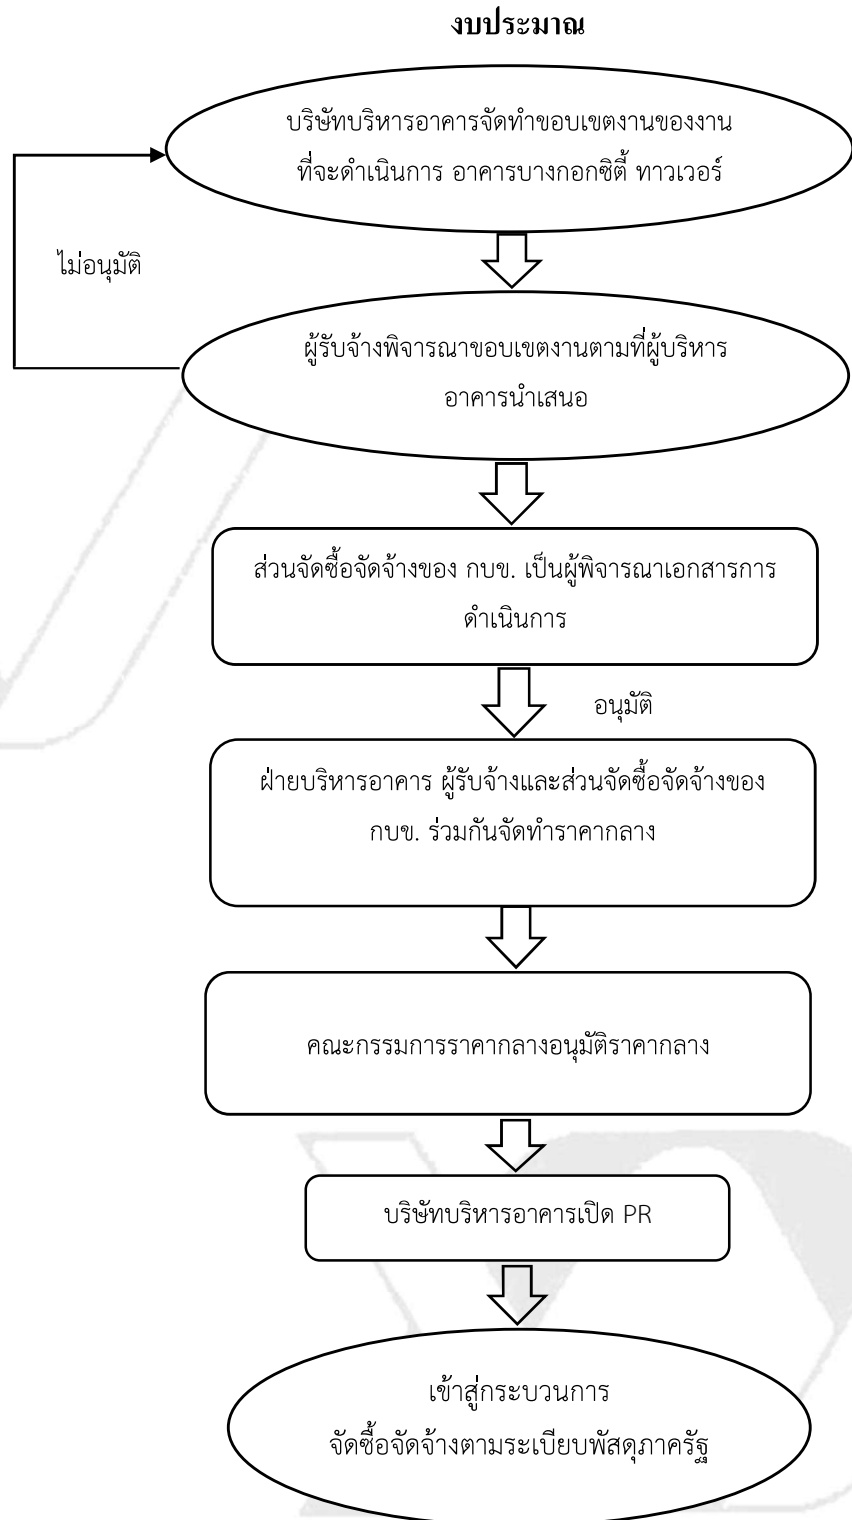 งบประมาณ
บริษัทบริหารอาคารจัดทำขอบเขตงานของงาน
ที่จะดำเนินการ อาคารบางกอกซิตี้ ทาวเวอร์
ไม่อนุมัติ
ผู้รับจ้างพิจารณาขอบเขตงานตามที่ผู้บริหาร
อาคารนำเสนอ
ส่วนจัดซื้อจัดจ้างของ กบข. เป็นผู้พิจารณาเอกสารการ
ดำเนินการ
อนุมัติ
ฝ่ายบริหารอาคาร ผู้รับจ้างและส่วนจัดซื้อจัดจ้างของ
กบข. ร่วมกันจัดทำราคากลาง
คณะกรรมการราคากลางอนุมัติราคากลาง
บริษัทบริหารอาคารเปิด PR
เข้าสู่กระบวนการ
จัดซื้อจัดจ้างตามระเบียบพัสดุภาครัฐ